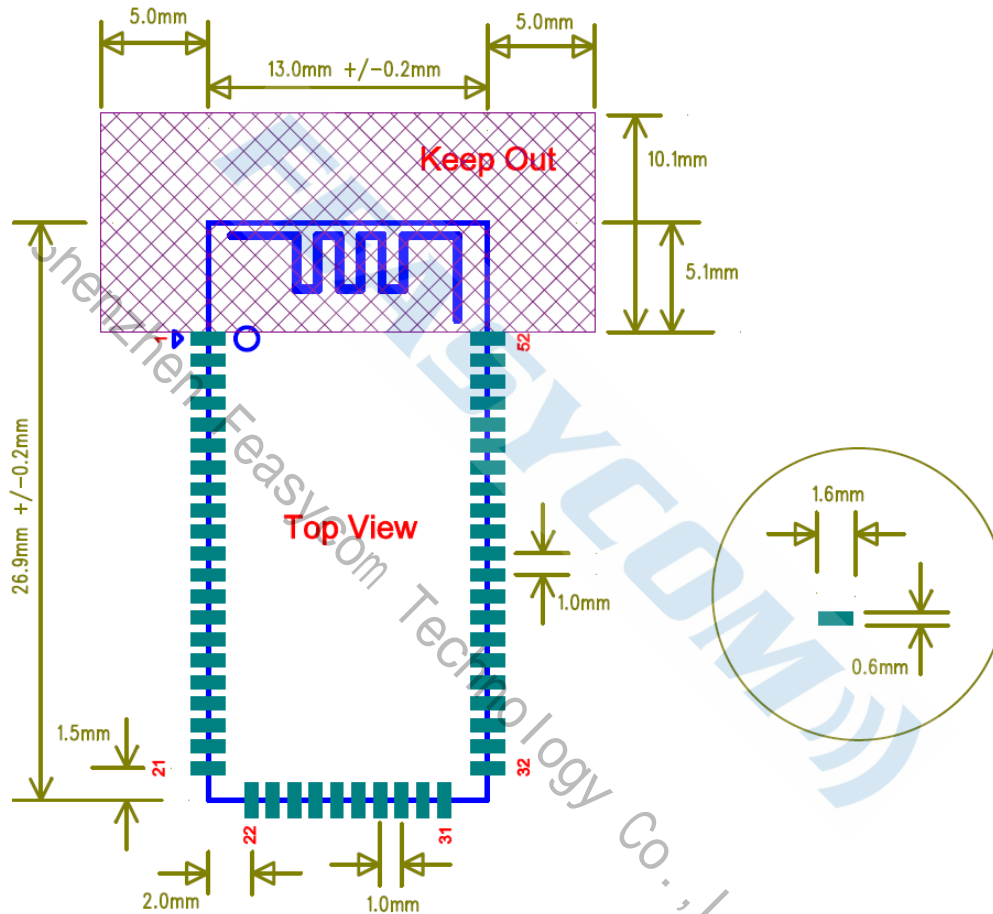 5.0mm
5.0mm
13.0mm +/-0.2mm
Keep Out
10.1mm
5.1mm
1
52
26.9mm +/-0.2mm
Top View
1.6mm
1.0mm
0.6mm
1.5mm
21
32
22
31
2.0mm
1.0mm
Shenzhen Feasycom Technology Co.,
FEASYCOM